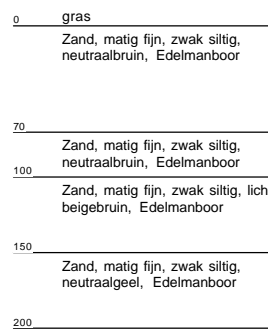 0 gras
Zand, matig fijn, zwak siltig,
neutraalbruin, Edelmanboor
70
Zand, matig fijn, zwak siltig,
neutraalbruin, Edelmanboor
100
Zand, matig fijn, zwak siltig, lich
beigebruin, Edelmanboor
150
Zand, matig fijn, zwak siltig,
neutraalgeel, Edelmanboor
200